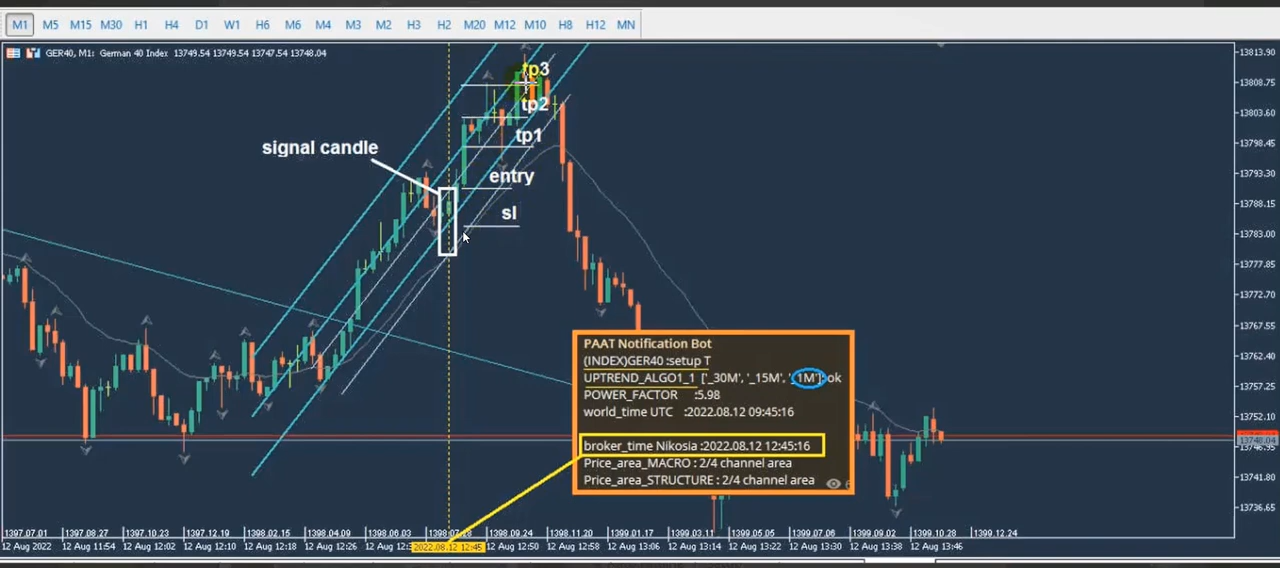 M1 M5 M15 M30 H1 H4 D1 W1 H6 M6 M4 M3 M2 H3 H2 M20 M12 M10 H8 H12 MN
GER40, M1: German 40 Index 13749.54 13749.54 13747.54 13748.04
13813.90
tp3
13808.75
tp2
13803.60
tp1
signal candle
13798.45
entry
13793.30
sl
13788.15
13783.00
13777.85
13772.70
13767.55
13762.40
13757.25
13752.10
13748.04
13746.95
13741.80
13736.65
PAAT Notification Bot
(INDEX)GER40 :setup T
UPTREND_ALGO1_1 ['_30M', '_15M', '_1M']: ok
POWER_FACTOR :5.98
world_time UTC :2022.08.12 09:45:16
broker_time Nikosia :2022.08.12 12:45:16
Price_area_MACRO : 2/4 channel area
Price_area_STRUCTURE : 2/4 channel area
1397.07.01 1397.08.27 1397.10.23 1397.12.19 1398.02.15 1398.04.09 1398.06.03 1398.09.24 1398.11.20 1399.01.17 1399.03.11 1399.05.05 1399.07.06 1399.09.02 1399.10.28 1399.12.24
12 Aug 2022 12 Aug 11:54 12 Aug 12:02 12 Aug 12:10 12 Aug 12:18 12 Aug 12:26 2022.08.12 12:45 12 Aug 12:50 12 Aug 12:58 12 Aug 13:06 12 Aug 13:14 12 Aug 13:22 12 Aug 13:30 12 Aug 13:38 12 Aug 13:46